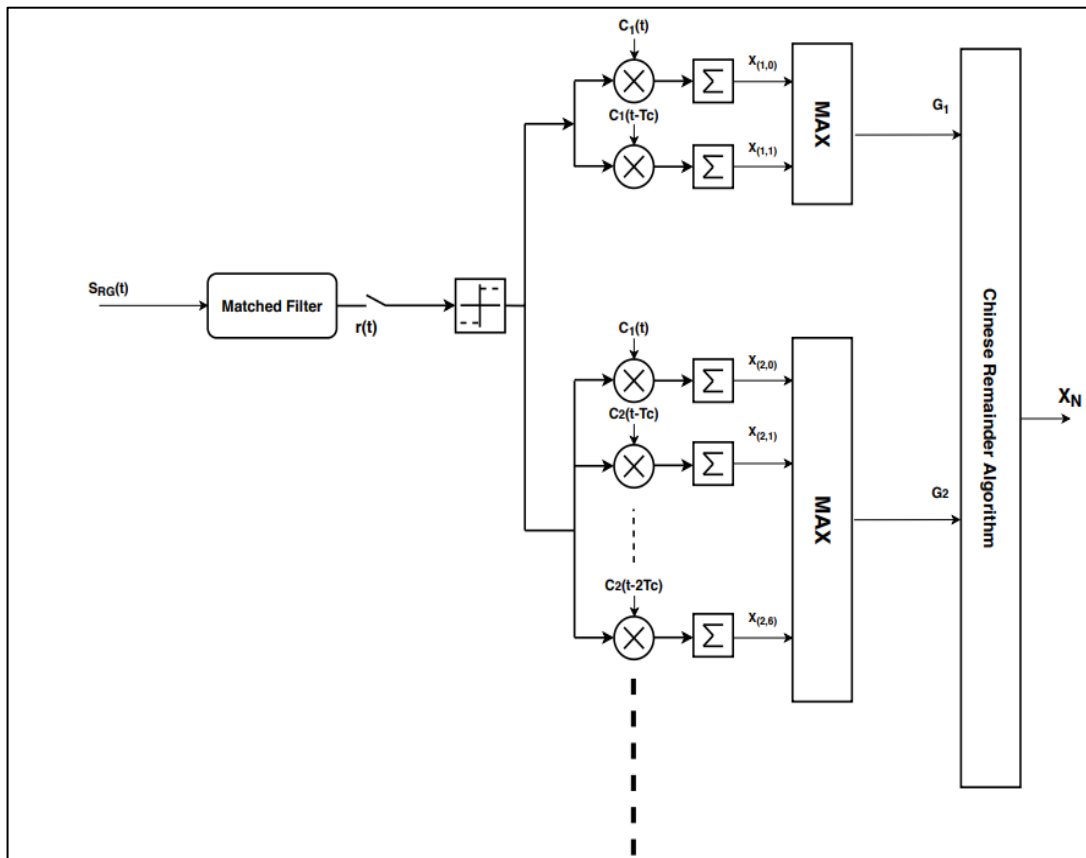 C1(t)
X(1,0)
C1(t-Tc)
X(1,1)
MAX
G1
SRG(t)
Matched Filter
r(t)
C1(t)
X(2,0)
C2(t-Tc)
X(2,1)
MAX
G2
C2(t-2Tc)
X(2,6)
Chinese Remainder Algorithm
XN
Σ
Σ
Σ
Σ
Σ